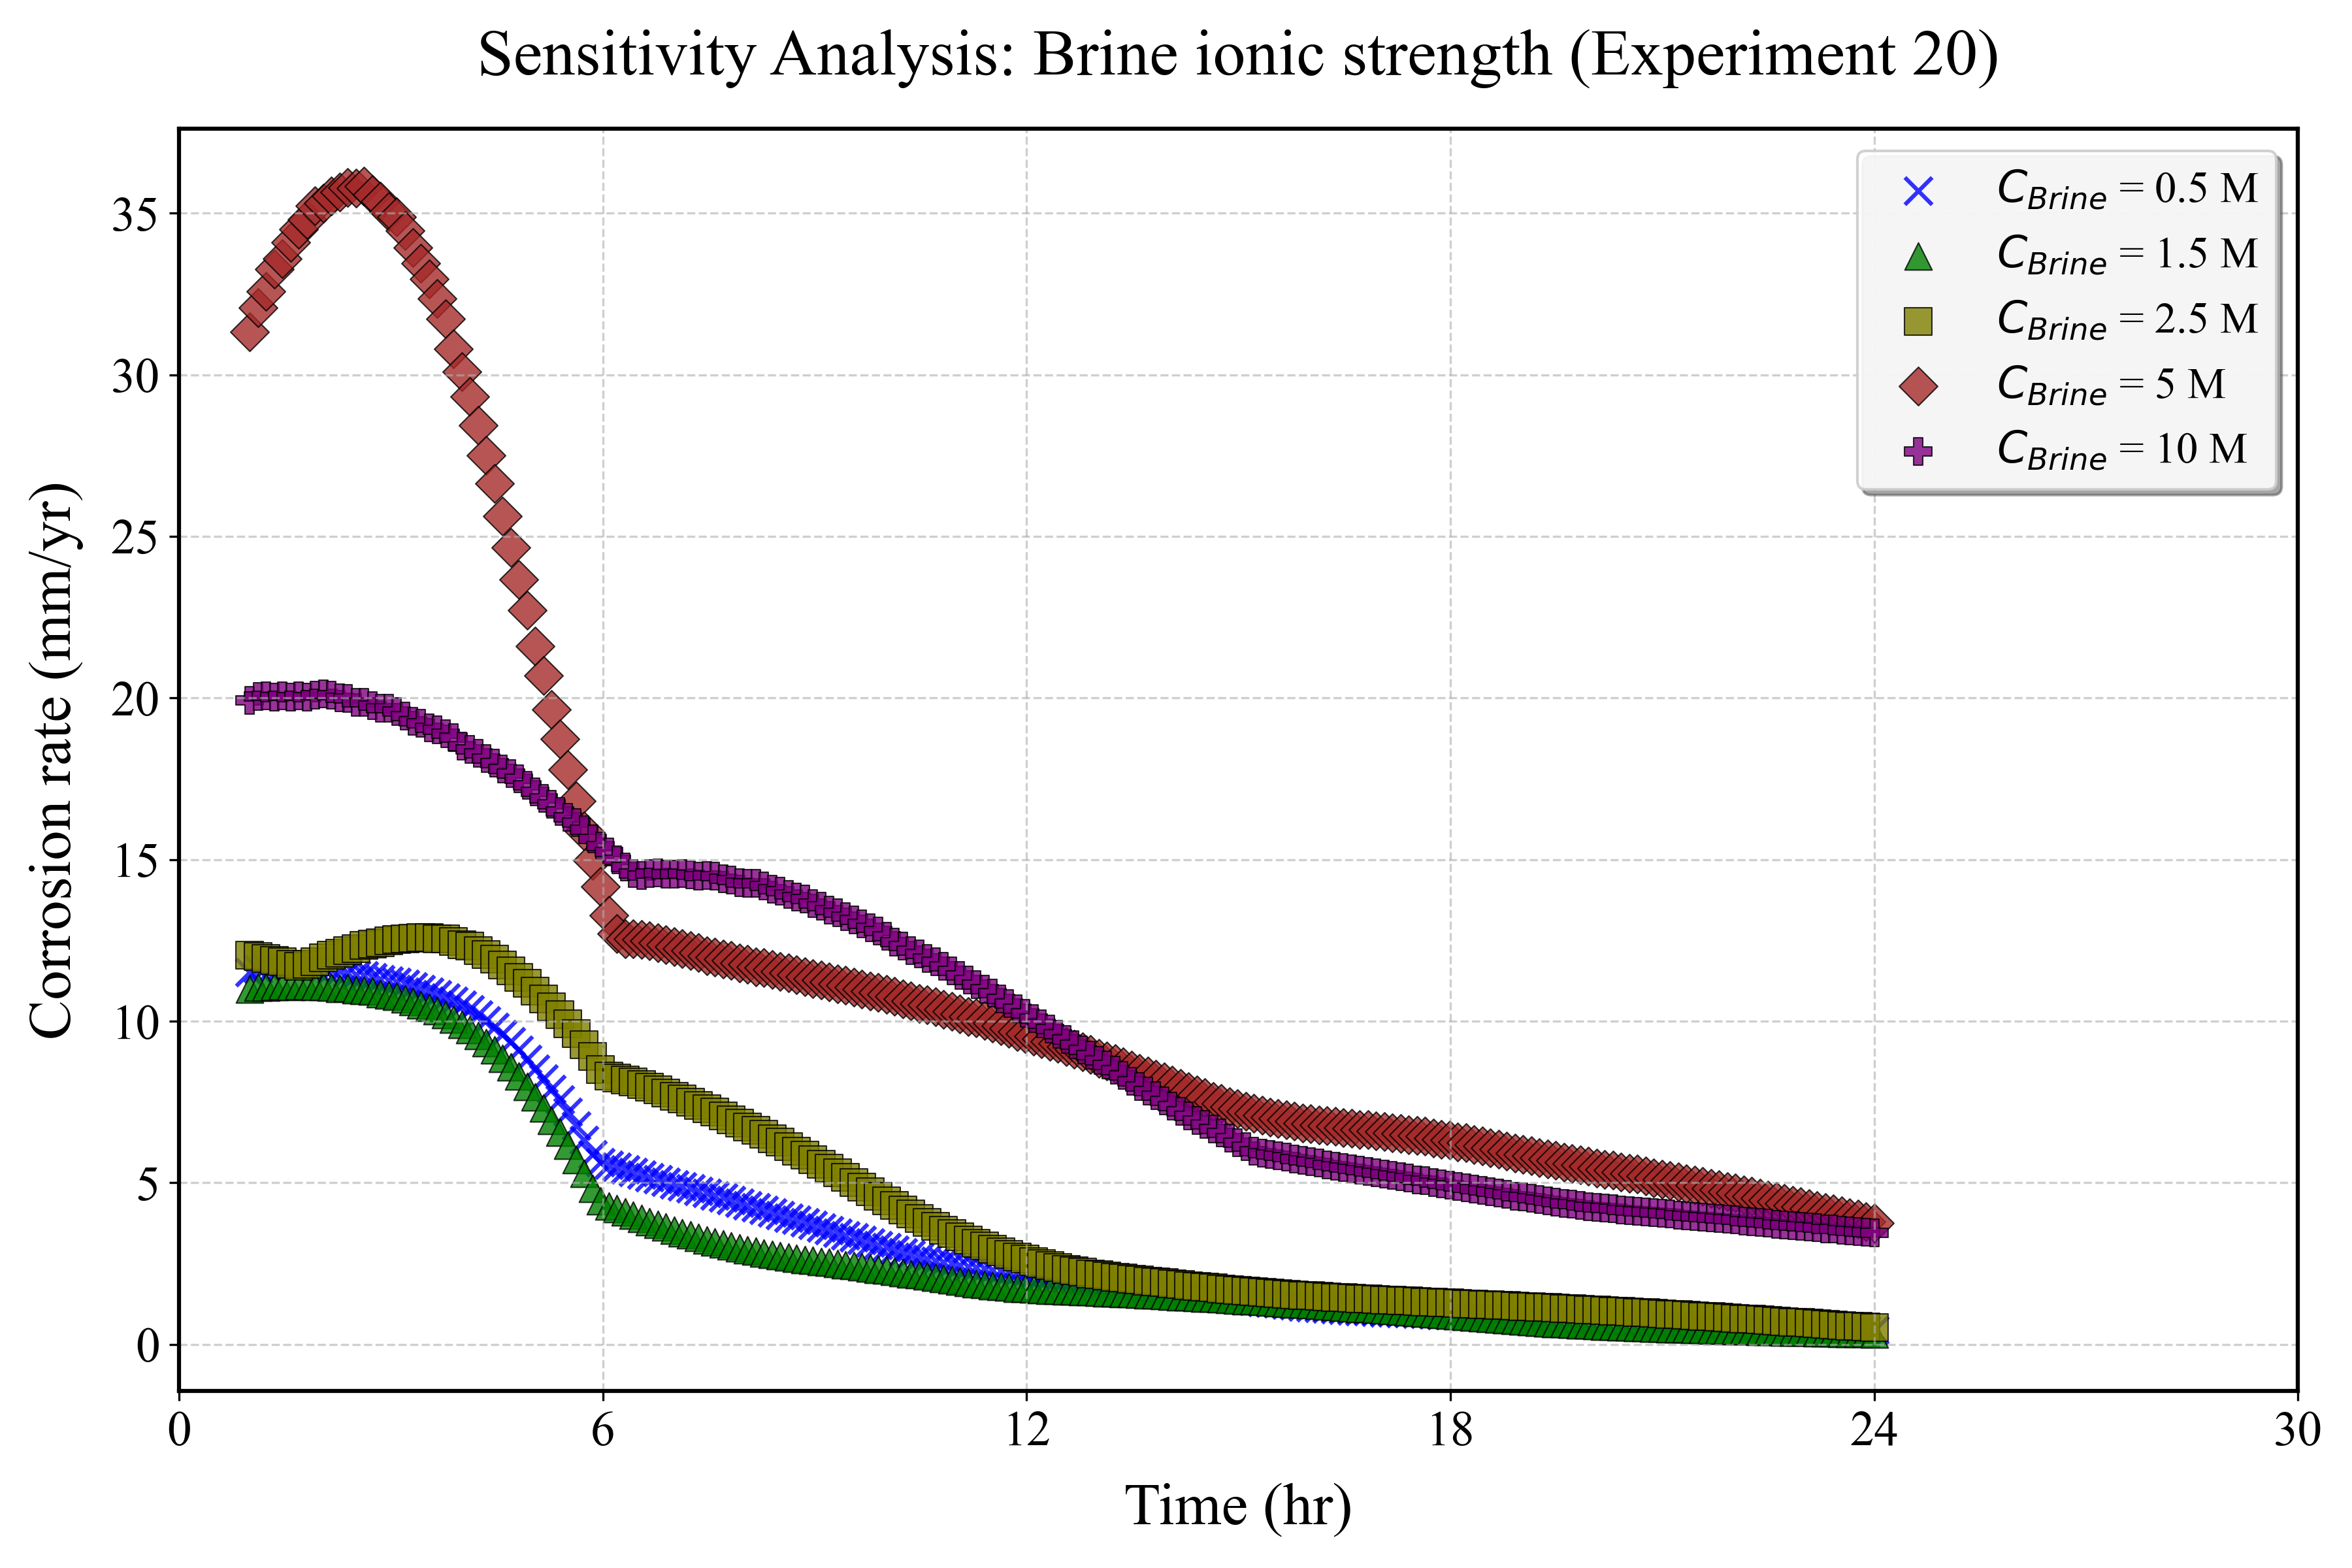 Sensitivity Analysis: Brine ionic strength (Experiment 20)
Corrosion rate (mm/yr)
35
30
25
20
15
10
5
0
C_Brine = 0.5 M
C_Brine = 1.5 M
C_Brine = 2.5 M
C_Brine = 5 M
C_Brine = 10 M
0 6 12 18 24 30
Time (hr)